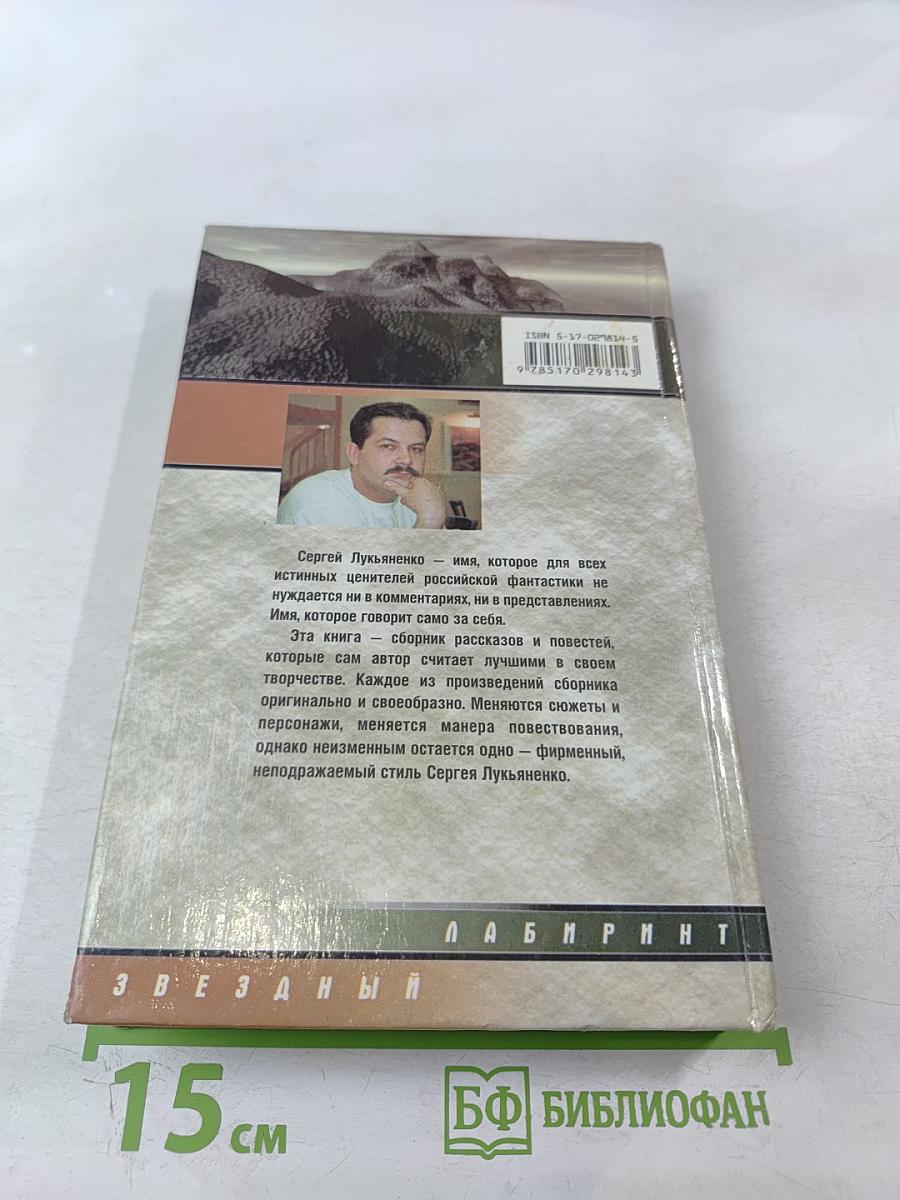 ISBN 5-17-029814-5
9 785170 298143
Сергей Лукьяненко — имя, которое для всех
истинных ценителей российской фантастики не
нуждается ни в комментариях, ни в представлениях.
Имя, которое говорит само за себя.
Эта книга — сборник рассказов и повестей,
которые сам автор считает лучшими в своем
творчестве. Каждое из произведений сборника
оригинально и своеобразно. Меняются сюжеты и
персонажи, меняется манера повествования,
однако неизменным остается одно — фирменный,
неподражаемый стиль Сергея Лукьяненко.
ЛАБИРИНТ
ЗВЕЗДНЫЙ
15 см
БФ БИБЛИОФАН